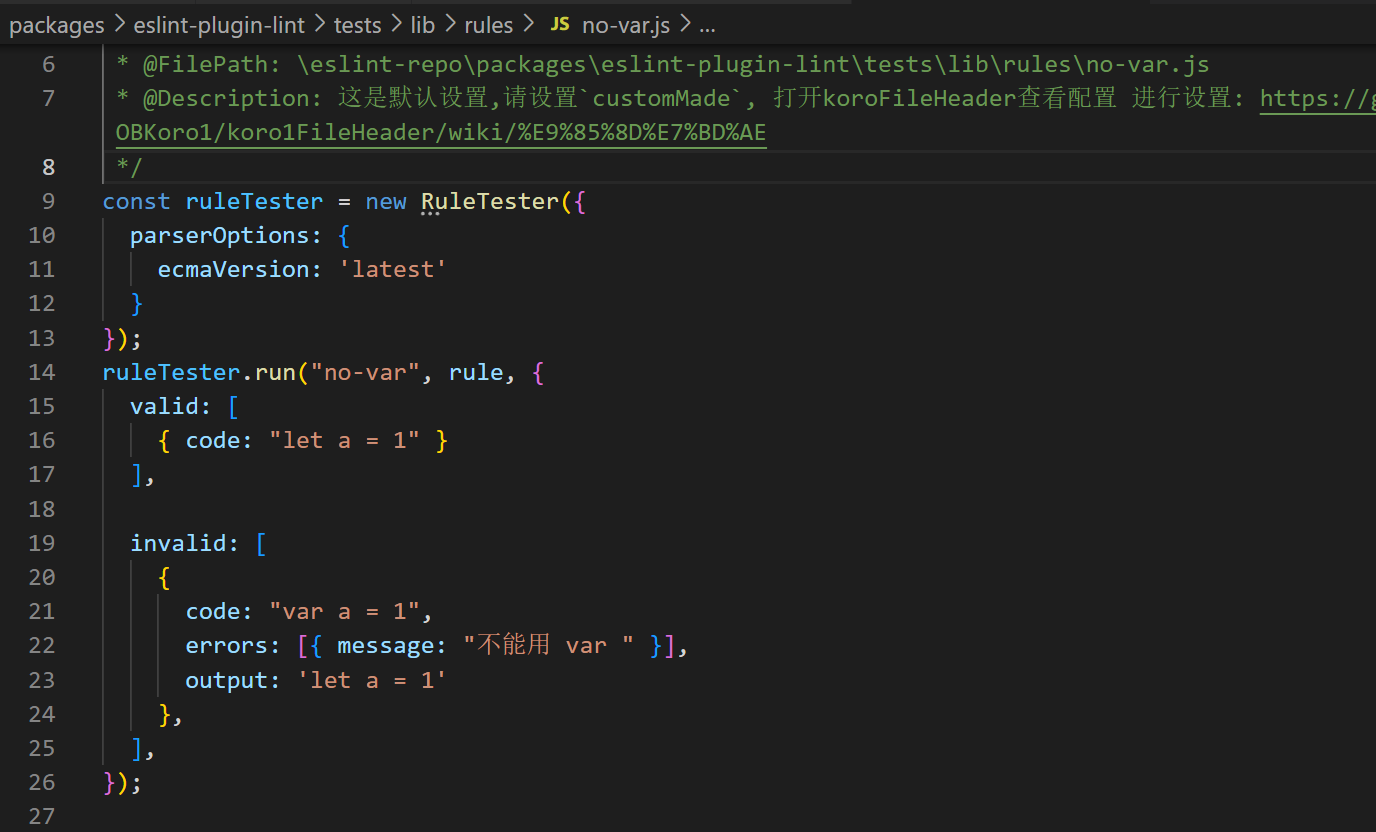 packages > eslint-plugin-lint > tests > lib > rules > JS no-var.js > ...
6 * @FilePath: \eslint-repo\packages\eslint-plugin-lint\tests\lib\rules\no-var.js
7 * @Description: 这是默认设置,请设置`customMade`, 打开koroFileHeader查看配置 进行设置: https://g
OBKoro1/koro1FileHeader/wiki/%E9%85%8D%E7%BD%AE
8 */
9 const ruleTester = new RuleTester({
10 parserOptions: {
11 ecmaVersion: 'latest'
12 }
13 });
14 ruleTester.run("no-var", rule, {
15 valid: [
16 { code: "let a = 1" }
17 ],
18
19 invalid: [
20 {
21 code: "var a = 1",
22 errors: [{ message: "不能用 var " }],
23 output: 'let a = 1'
24 },
25 ],
26 });
27